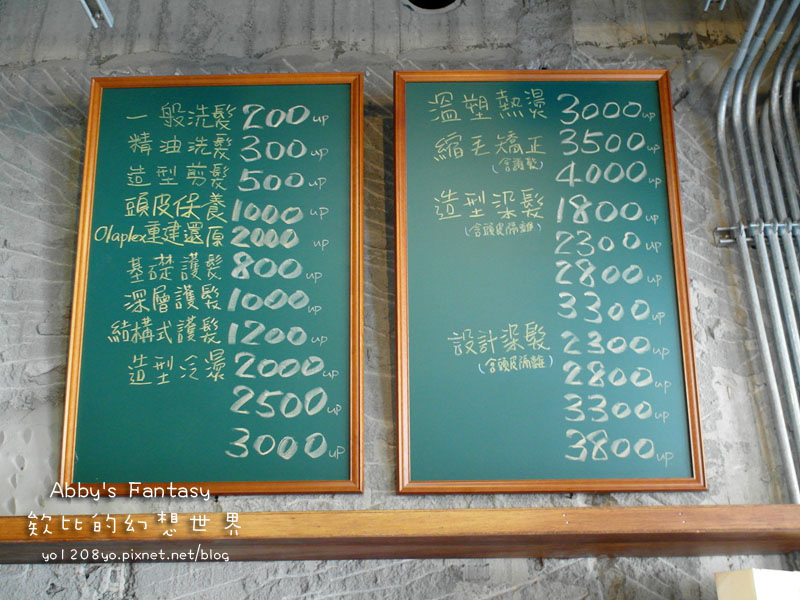 一般洗髮 200 up
精油洗髮 300 up
造型剪髮 500 up
頭皮保養 1000 up
Olaplex重建還原 2000 up
基礎護髮 800 up
深層護髮 1000 up
結構式護髮 1200 up
造型冷燙 2000 up
2500 up
3000 up
溫塑熱燙 3000 up
縮毛矯正 3500 up
(含護髮)
4000 up
造型染髮 1800 up
(含頭皮隔離)
2300 up
2800 up
3300 up
設計染髮 2300 up
(含頭皮隔離)
2800 up
3300 up
3800 up
Abby's Fantasy
欸比的幻想世界
yo1208yo.pixnet.net/blog